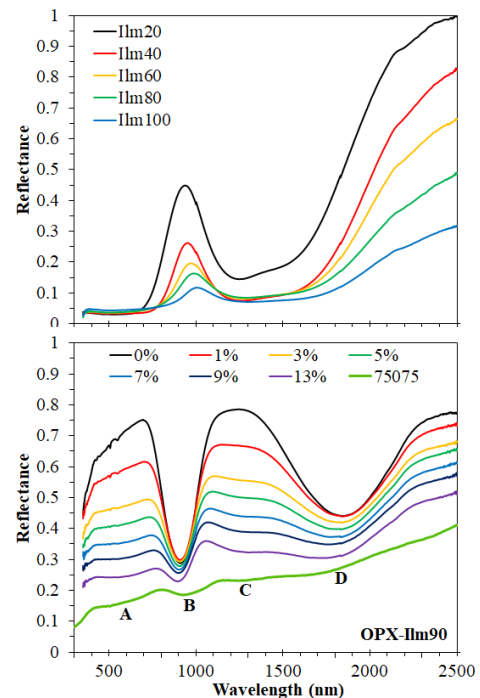 1
0.9
0.8
0.7
0.6
0.5
0.4
0.3
0.2
0.1
0
Reflectance
Ilm20
Ilm40
Ilm60
Ilm80
Ilm100
0% 1% 3% 5%
7% 9% 13% 75075
1
0.9
0.8
0.7
0.6
0.5
0.4
0.3
0.2
0.1
0
Reflectance
A B C D
OPX-Ilm90
500 1000 1500 2000 2500
Wavelength (nm)